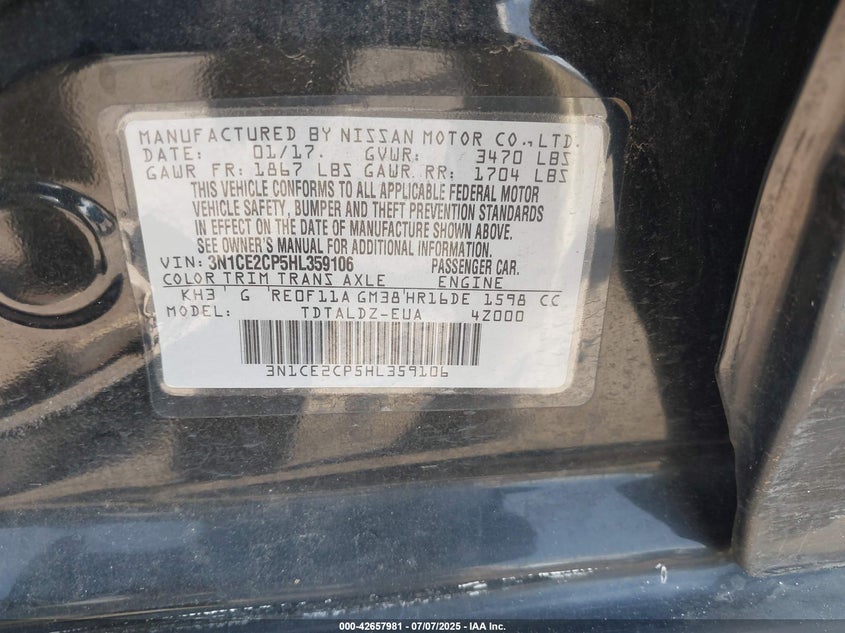 MANUFACTURED BY NISSAN MOTOR CO.,LTD.
DATE: 01/17. GVWR: 3470 LBS
GAWR FR: 1867 LBS GAWR RR: 1704 LBS
THIS VEHICLE CONFORMS TO ALL APPLICABLE FEDERAL MOTOR
VEHICLE SAFETY, BUMPER AND THEFT PREVENTION STANDARDS
IN EFFECT ON THE DATE OF MANUFACTURE SHOWN ABOVE.
SEE OWNER'S MANUAL FOR ADDITIONAL INFORMATION.
VIN: 3N1CE2CP5HL359106 PASSENGER CAR.
COLOR TRIM TRANS AXLE ENGINE
KH3 G 'RE0F11A GM38'HR16DE 1598 CC
MODEL: TDTALDZ-EUA 4Z000
3N1CE2CP5HL359106
000-42657981 - 07/07/2025 - IAA Inc.